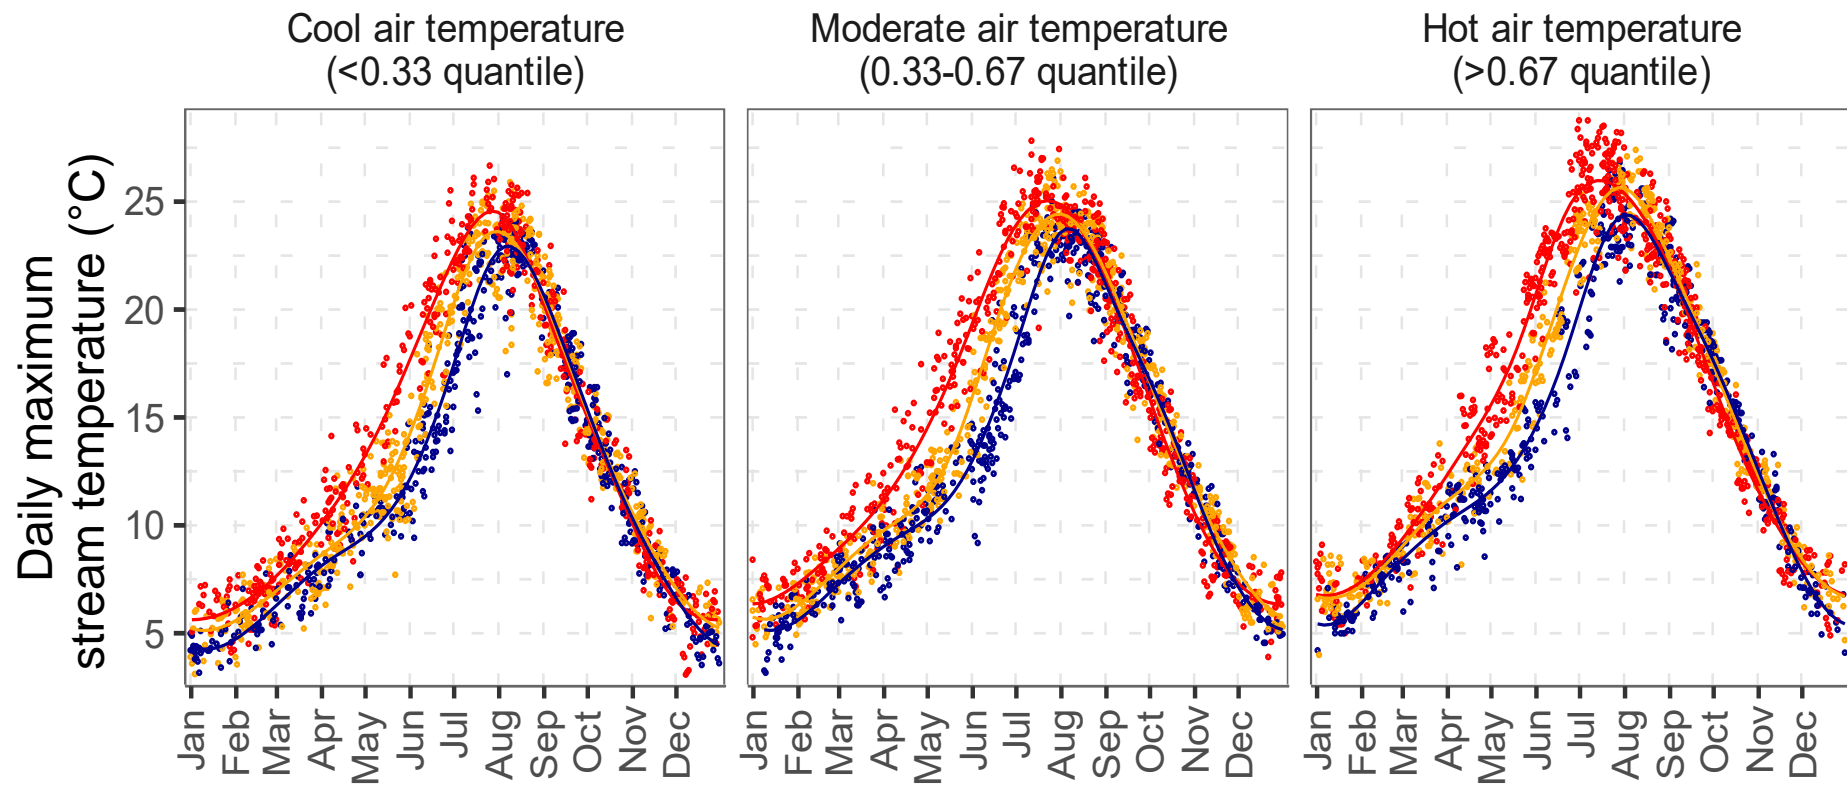 Cool air temperature
(<0.33 quantile)
Moderate air temperature
(0.33-0.67 quantile)
Hot air temperature
(>0.67 quantile)
Daily maximum
stream temperature (°C)
25
20
15
10
5
Jan Feb Mar Apr May Jun Jul Aug Sep Oct Nov Dec
Jan Feb Mar Apr May Jun Jul Aug Sep Oct Nov Dec
Jan Feb Mar Apr May Jun Jul Aug Sep Oct Nov Dec